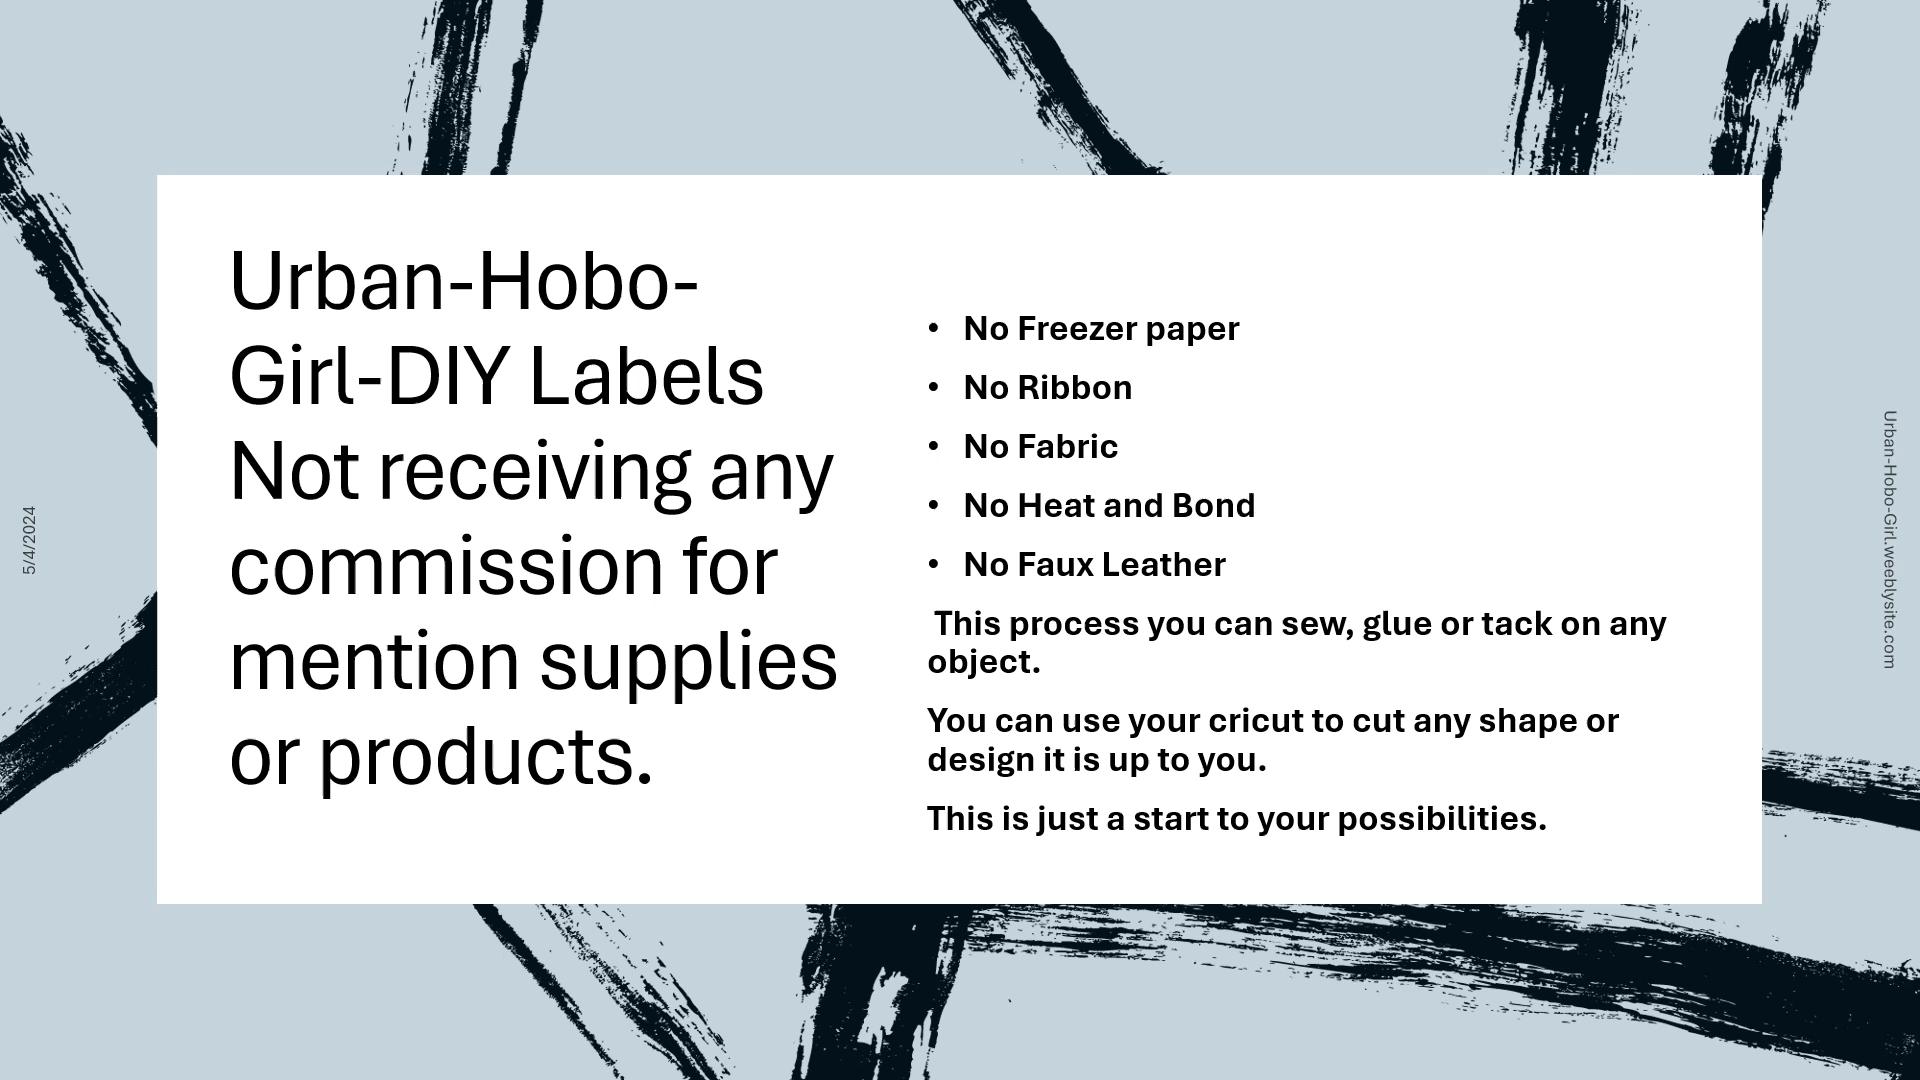 Urban-Hobo-
Girl-DIY Labels
Not receiving any
commission for
mention supplies
or products.
• No Freezer paper
• No Ribbon
• No Fabric
• No Heat and Bond
• No Faux Leather
This process you can sew, glue or tack on any
object.
You can use your cricut to cut any shape or
design it is up to you.
This is just a start to your possibilities.
5/4/2024
Urban-Hobo-Girl.weeblysite.com